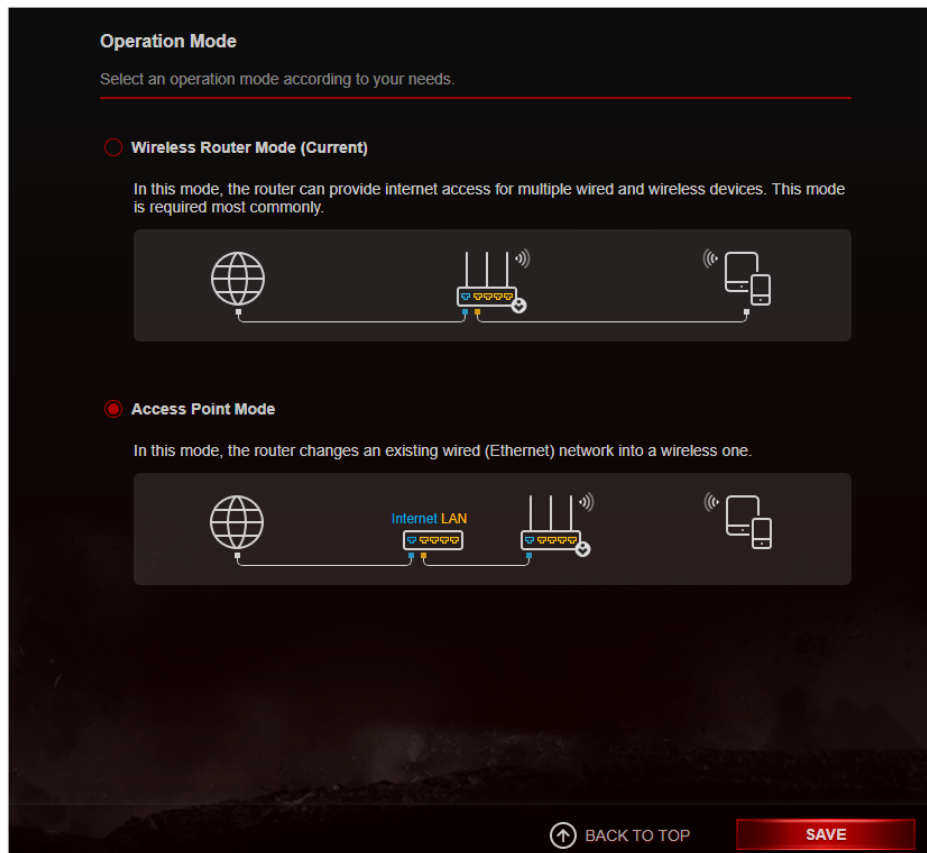 Operation Mode
Select an operation mode according to your needs.
Wireless Router Mode (Current)
In this mode, the router can provide internet access for multiple wired and wireless devices. This mode
is required most commonly.
Access Point Mode
In this mode, the router changes an existing wired (Ethernet) network into a wireless one.
Internet LAN
BACK TO TOP
SAVE